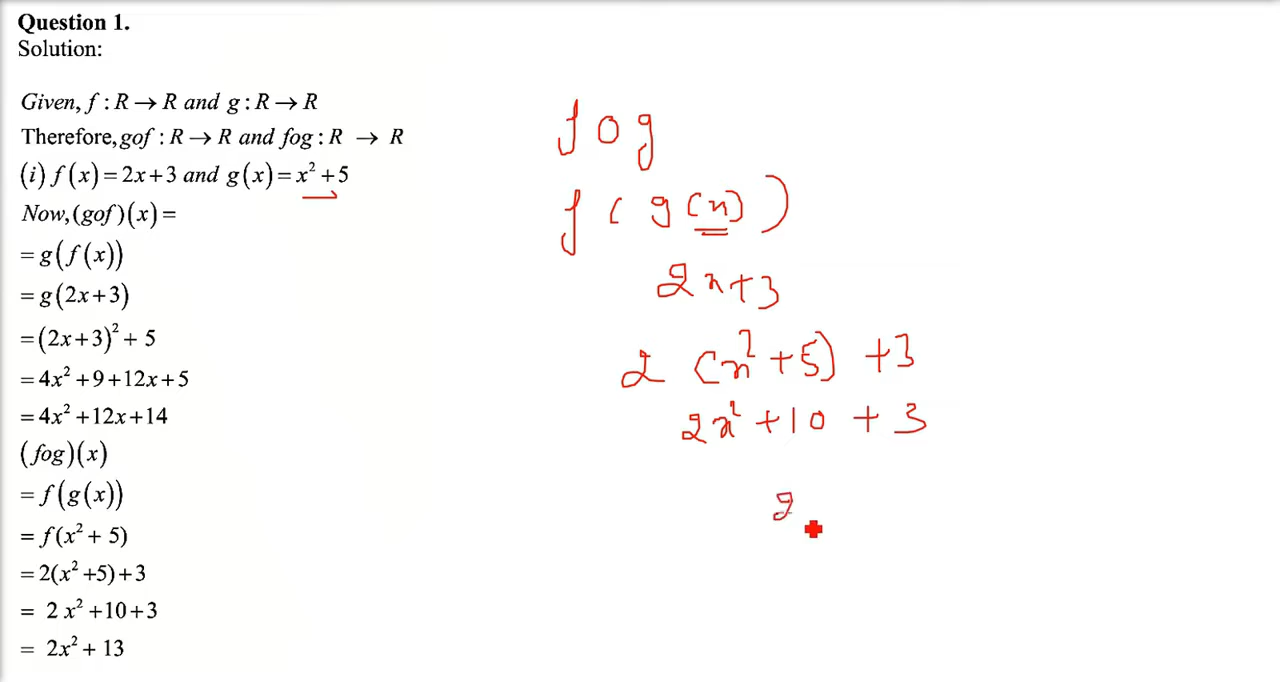 Question 1.
Solution:
Given, f : R → R and g : R → R
Therefore, gof : R → R and fog : R → R
(i) f(x) = 2x+3 and g(x) = x² +5
Now, (gof)(x) =
= g(f(x))
= g(2x+3)
= (2x+3)² + 5
= 4x² +9+12x+5
= 4x² +12x+14
(fog)(x)
= f(g(x))
= f(x² + 5)
= 2(x² +5)+3
= 2x² +10+3
= 2x² + 13
fog
f(g(x))
2x+3
2(x²+5)+3
2x²+10+3
2